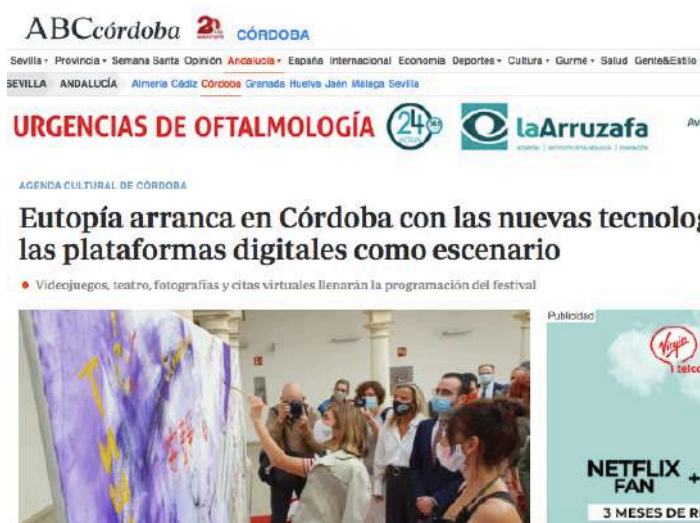 ABCcórdoba
CÓRDOBA
Sevilla Provincia Semana Santa Opinión Andalucía España Internacional Economía Deportes Cultura Gurmé Salud Gente&Estilo
SEVILLA ANDALUCÍA Almería Cádiz Córdoba Granada Huelva Jaén Málaga Sevilla
URGENCIAS DE OFTALMOLOGÍA 24 laArruzafa
AGENDA CULTURAL DE CÓRDOBA
Eutopía arranca en Córdoba con las nuevas tecnolog
las plataformas digitales como escenario
Videojuegos, teatro, fotografías y citas virtuales llenarán la programación del festival
Publicidad
Virgin
telco
NETFLIX
FAN +
3 MESES DE R